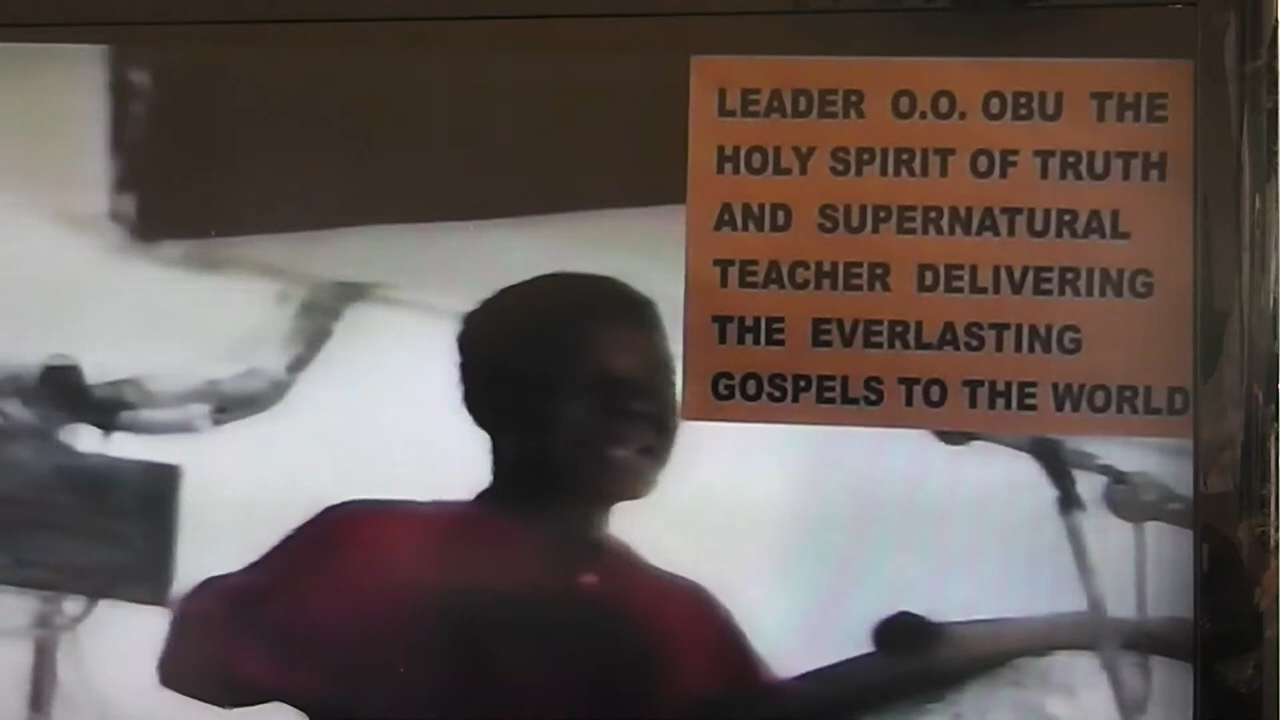 LEADER O.O. OBU THE
HOLY SPIRIT OF TRUTH
AND SUPERNATURAL
TEACHER DELIVERING
THE EVERLASTING
GOSPELS TO THE WORLD